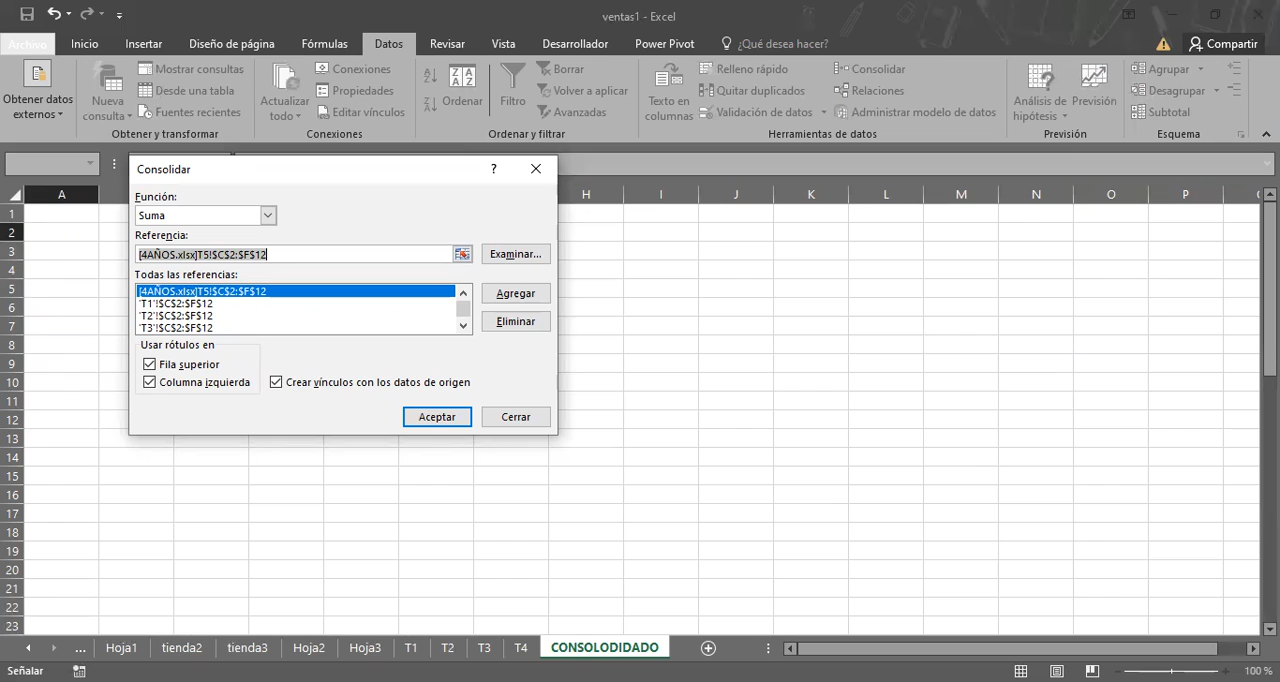 ventas1 - Excel
Archivo Inicio Insertar Diseño de página Fórmulas Datos Revisar Vista Desarrollador Power Pivot ¿Qué desea hacer? Compartir
Obtener datos externos
Nueva consulta
Mostrar consultas
Desde una tabla
Fuentes recientes
Obtener y transformar
Actualizar todo
Conexiones
Propiedades
Editar vínculos
Conexiones
Ordenar
Filtro
Borrar
Volver a aplicar
Avanzadas
Ordenar y filtrar
Texto en columnas
Relleno rápido
Quitar duplicados
Validación de datos
Consolidar
Relaciones
Administrar modelo de datos
Herramientas de datos
Análisis de hipótesis
Previsión
Previsión
Agrupar
Desagrupar
Subtotal
Esquema
A H I J K L M N O P
Consolidar ?
Función:
Suma
Referencia:
[4AÑOS.xlsx]T5!$C$2:$F$12
Examinar...
Todas las referencias:
[4AÑOS.xlsx]T5!$C$2:$F$12
'T1'!$C$2:$F$12
'T2'!$C$2:$F$12
'T3'!$C$2:$F$12
Agregar
Eliminar
Usar rótulos en
Fila superior
Columna izquierda
Crear vínculos con los datos de origen
Aceptar Cerrar
1
2
3
4
5
6
7
8
9
10
11
12
13
14
15
16
17
18
19
20
21
22
23
... Hoja1 tienda2 tienda3 Hoja2 Hoja3 T1 T2 T3 T4 CONSOLODIDADO
Señalar 100 %